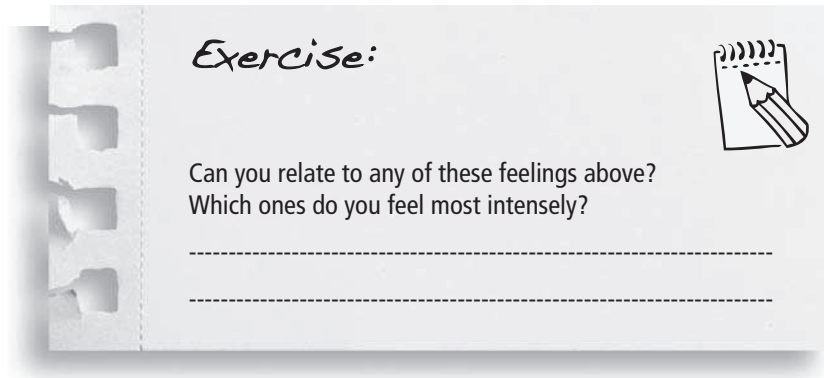 Exercise:
Can you relate to any of these feelings above?
Which ones do you feel most intensely?